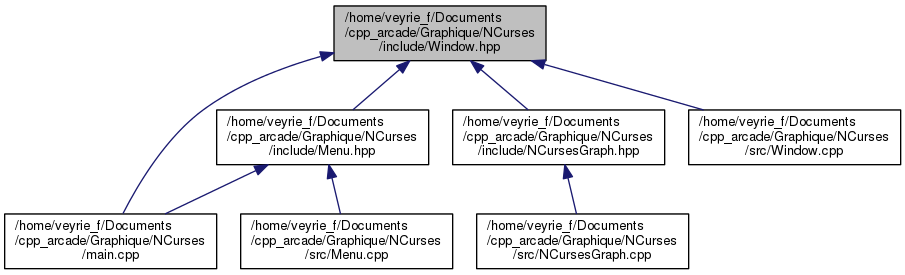 /home/veyrie_f/Documents
/cpp_arcade/Graphique/NCurses
/include/Window.hpp
/home/veyrie_f/Documents
/cpp_arcade/Graphique/NCurses
/include/Menu.hpp
/home/veyrie_f/Documents
/cpp_arcade/Graphique/NCurses
/include/NCursesGraph.hpp
/home/veyrie_f/Documents
/cpp_arcade/Graphique/NCurses
/src/Window.cpp
/home/veyrie_f/Documents
/cpp_arcade/Graphique/NCurses
/main.cpp
/home/veyrie_f/Documents
/cpp_arcade/Graphique/NCurses
/src/Menu.cpp
/home/veyrie_f/Documents
/cpp_arcade/Graphique/NCurses
/src/NCursesGraph.cpp